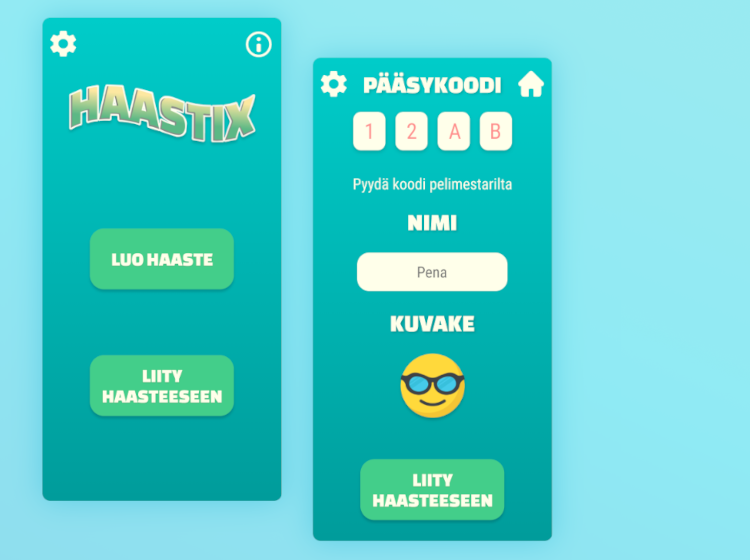 HAASTIX
LUO HAASTE
LIITY
HAASTEESEEN
PÄÄSYKOODI
1 2 A B
Pyydä koodi pelimestarilta
NIMI
Pena
KUVAKE
LIITY
HAASTEESEEN